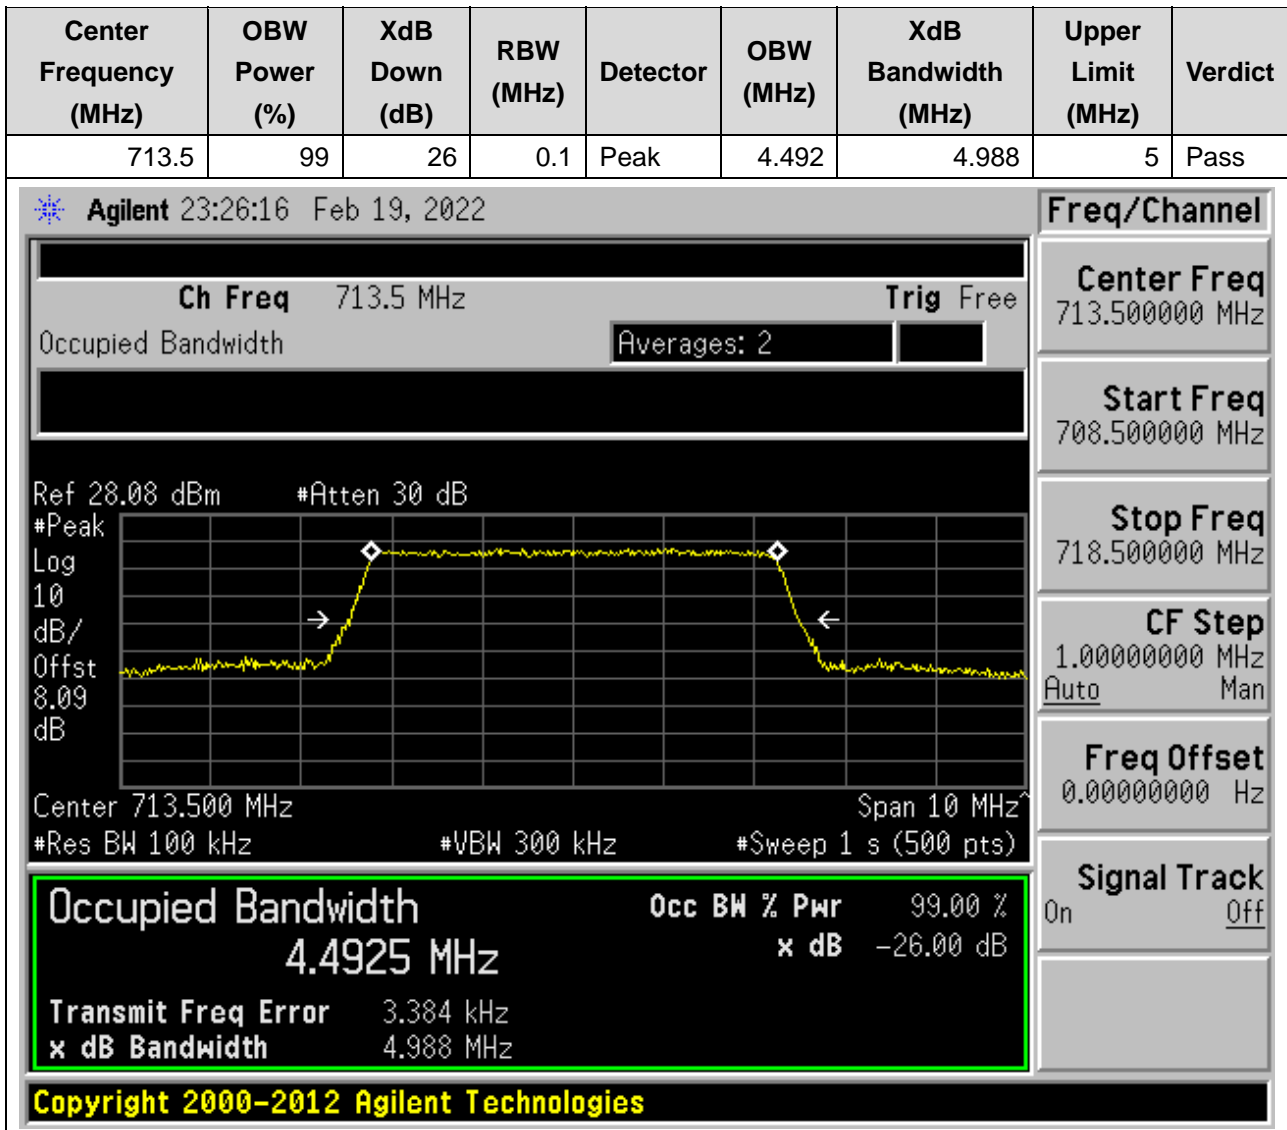 Center Frequency (MHz) OBW Power (%) XdB Down (dB) RBW (MHz) Detector OBW (MHz) XdB Bandwidth (MHz) Upper Limit (MHz) Verdict
713.5 99 26 0.1 Peak 4.492 4.988 5 Pass
Agilent 23:26:16 Feb 19, 2022
Ch Freq 713.5 MHz Trig Free
Occupied Bandwidth Averages: 2
Ref 28.08 dBm #Atten 30 dB
#Peak
Log
10
dB/
Offst
8.09
dB
Center 713.500 MHz Span 10 MHz^
#Res BW 100 kHz #VBW 300 kHz #Sweep 1 s (500 pts)
Occupied Bandwidth Occ BW % Pwr 99.00 %
4.4925 MHz x dB -26.00 dB
Transmit Freq Error 3.384 kHz
x dB Bandwidth 4.988 MHz
Copyright 2000-2012 Agilent Technologies
Freq/Channel
Center Freq
713.500000 MHz
Start Freq
708.500000 MHz
Stop Freq
718.500000 MHz
CF Step
1.00000000 MHz
Auto Man
Freq Offset
0.00000000 Hz
Signal Track
On Off